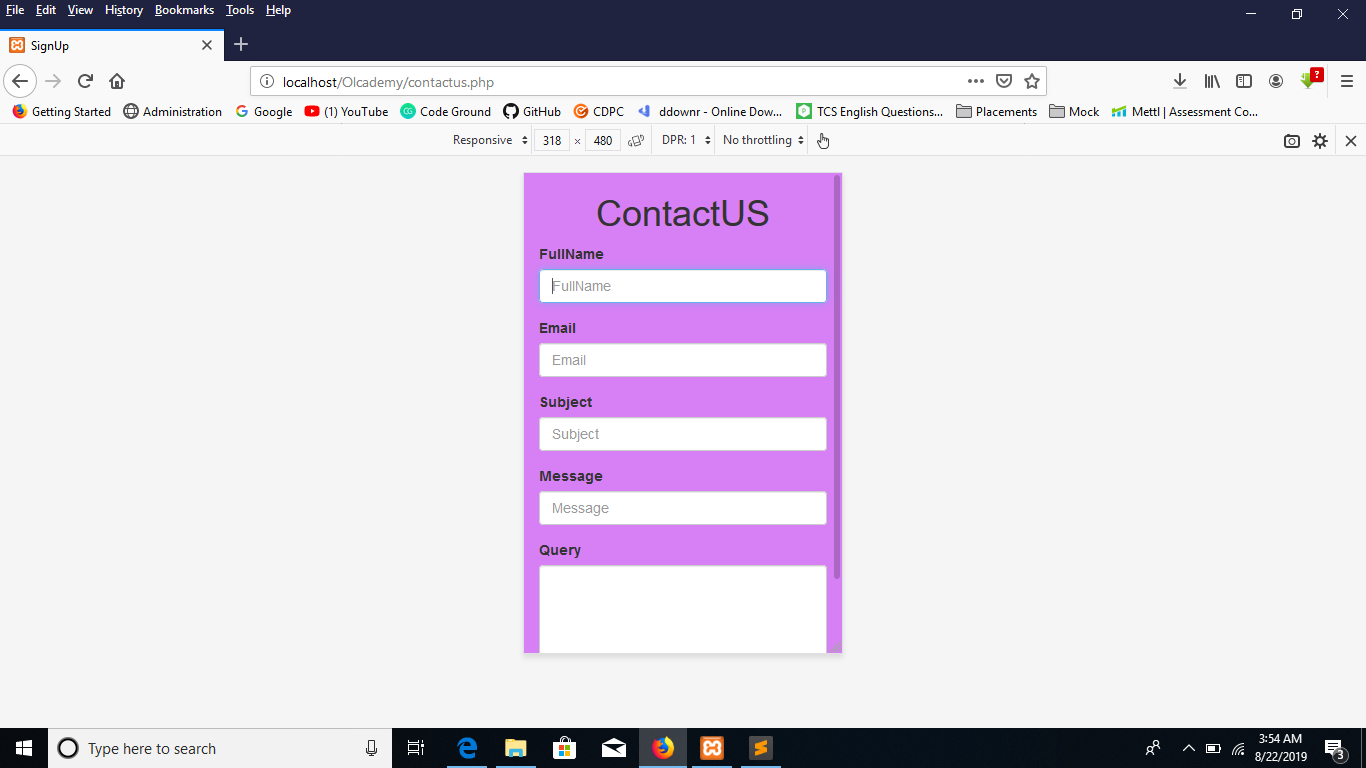 File Edit View History Bookmarks Tools Help
SignUp
localhost/Olcademy/contactus.php
Getting Started Administration Google (1) YouTube Code Ground GitHub CDPC ddownr - Online Dow... TCS English Questions... Placements Mock Mettl | Assessment Co...
Responsive 318 × 480 DPR: 1 No throttling
ContactUS
FullName
FullName
Email
Email
Subject
Subject
Message
Message
Query
Type here to search
3:54 AM
8/22/2019
3